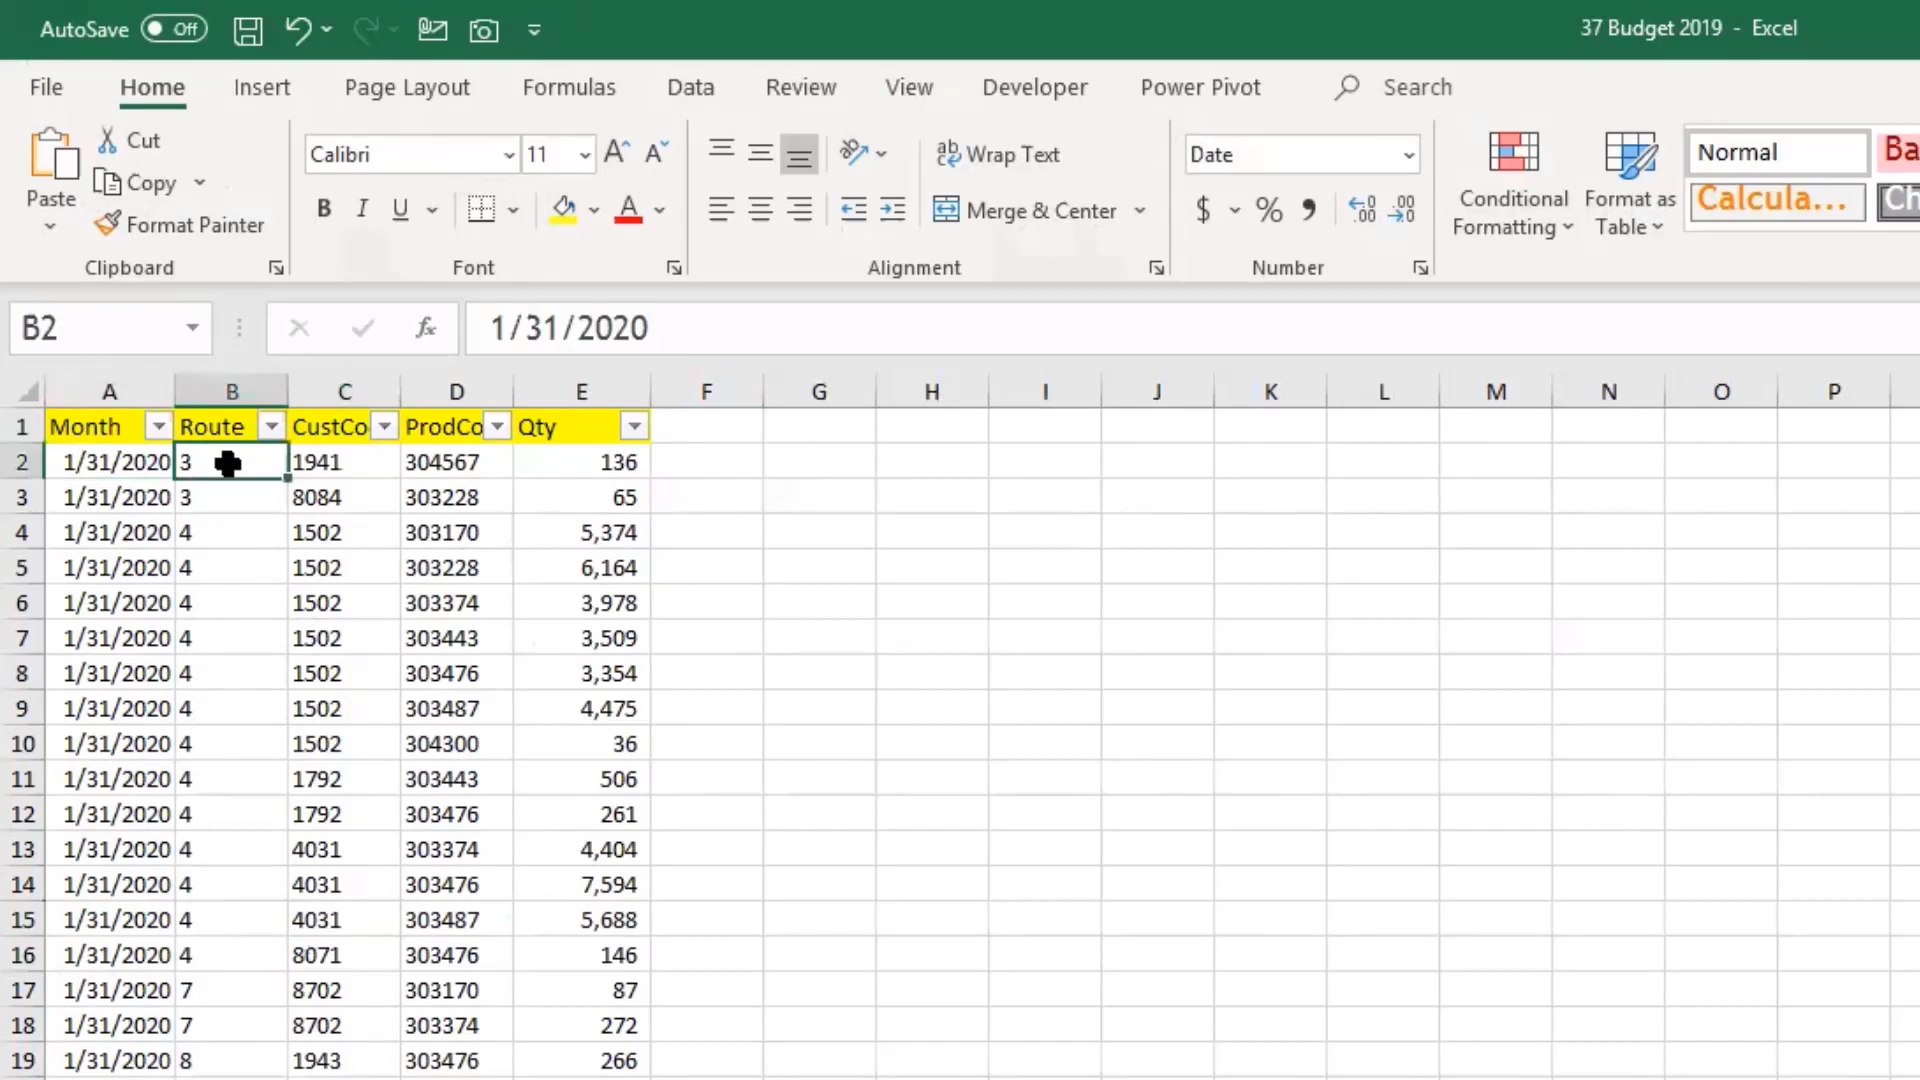 AutoSave Off 37 Budget 2019 - Excel
File Home Insert Page Layout Formulas Data Review View Developer Power Pivot Search
Cut
Copy
Paste
Format Painter
Clipboard
Calibri 11
B I U A
Font
Wrap Text
Merge & Center
Alignment
Date
$ % ,
Number
Conditional
Formatting
Format as
Table
Normal
Ba
Calcula...
Ch
B2 fx 1/31/2020
A B C D E F G H I J K L M N O P
1 Month Route CustCo ProdCo Qty
2 1/31/2020 3 1941 304567 136
3 1/31/2020 3 8084 303228 65
4 1/31/2020 4 1502 303170 5,374
5 1/31/2020 4 1502 303228 6,164
6 1/31/2020 4 1502 303374 3,978
7 1/31/2020 4 1502 303443 3,509
8 1/31/2020 4 1502 303476 3,354
9 1/31/2020 4 1502 303487 4,475
10 1/31/2020 4 1502 304300 36
11 1/31/2020 4 1792 303443 506
12 1/31/2020 4 1792 303476 261
13 1/31/2020 4 4031 303374 4,404
14 1/31/2020 4 4031 303476 7,594
15 1/31/2020 4 4031 303487 5,688
16 1/31/2020 4 8071 303476 146
17 1/31/2020 7 8702 303170 87
18 1/31/2020 7 8702 303374 272
19 1/31/2020 8 1943 303476 266